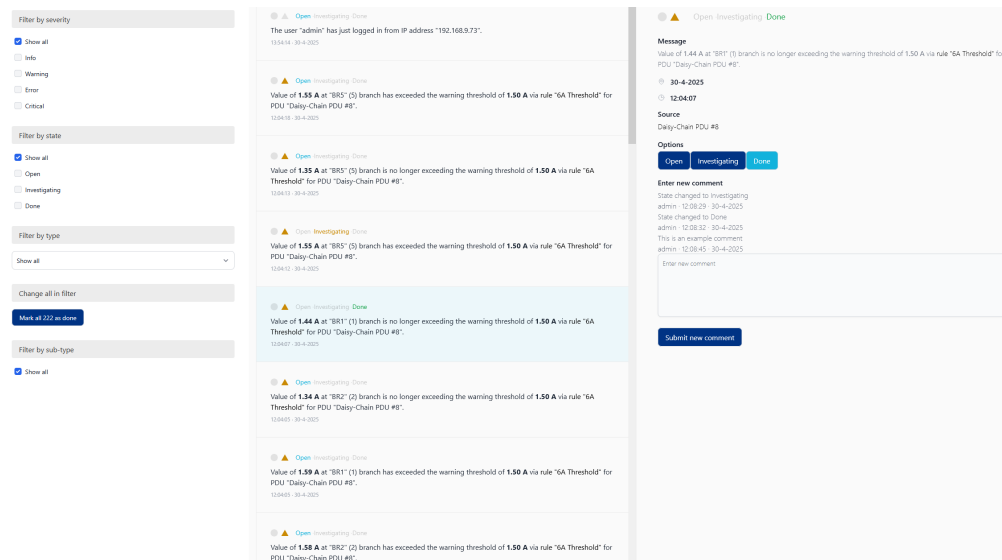 Filter by severity
Show all
Info
Warning
Error
Critical
Filter by state
Show all
Open
Investigating
Done
Filter by type
Show all
Change all in filter
Mark all 222 as done
Filter by sub-type
Show all
Open Investigating Done
The user "admin" has just logged in from IP address "192.168.9.73".
13:54:14 · 30-4-2025
Open Investigating Done
Value of 1.55 A at "BR5" (5) branch has exceeded the warning threshold of 1.50 A via rule "6A Threshold" for
PDU "Daisy-Chain PDU #8".
12:04:18 · 30-4-2025
Open Investigating Done
Value of 1.35 A at "BR5" (5) branch is no longer exceeding the warning threshold of 1.50 A via rule "6A
Threshold" for PDU "Daisy-Chain PDU #8".
12:04:13 · 30-4-2025
Open Investigating Done
Value of 1.55 A at "BR5" (5) branch has exceeded the warning threshold of 1.50 A via rule "6A Threshold" for
PDU "Daisy-Chain PDU #8".
12:04:12 · 30-4-2025
Open Investigating Done
Value of 1.44 A at "BR1" (1) branch is no longer exceeding the warning threshold of 1.50 A via rule "6A
Threshold" for PDU "Daisy-Chain PDU #8".
12:04:07 · 30-4-2025
Open Investigating Done
Value of 1.34 A at "BR2" (2) branch is no longer exceeding the warning threshold of 1.50 A via rule "6A
Threshold" for PDU "Daisy-Chain PDU #8".
12:04:05 · 30-4-2025
Open Investigating Done
Value of 1.59 A at "BR1" (1) branch has exceeded the warning threshold of 1.50 A via rule "6A Threshold" for
PDU "Daisy-Chain PDU #8".
12:04:05 · 30-4-2025
Open Investigating Done
Value of 1.58 A at "BR2" (2) branch has exceeded the warning threshold of 1.50 A via rule "6A Threshold" for
PDU "Daisy-Chain PDU #8".
Open Investigating Done
Message
Value of 1.44 A at "BR1" (1) branch is no longer exceeding the warning threshold of 1.50 A via rule "6A Threshold" fo
PDU "Daisy-Chain PDU #8".
30-4-2025
12:04:07
Source
Daisy-Chain PDU #8
Options
Open Investigating Done
Enter new comment
State changed to Investigating
admin · 12:08:29 · 30-4-2025
State changed to Done
admin · 12:08:32 · 30-4-2025
This is an example comment
admin · 12:08:45 · 30-4-2025
Enter new comment
Submit new comment